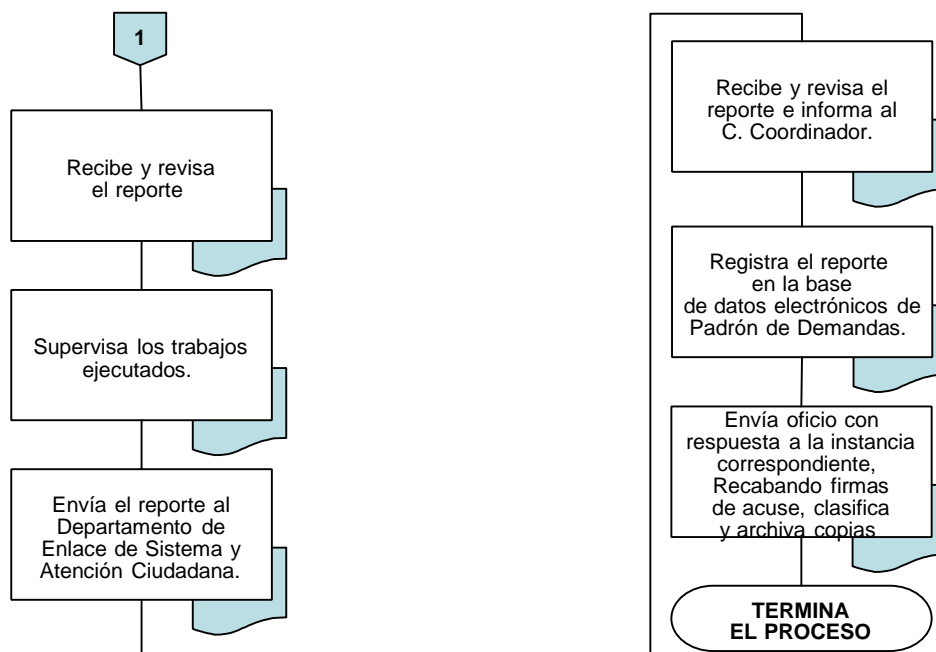 1
Recibe y revisa
el reporte
Supervisa los trabajos
ejecutados.
Envía el reporte al
Departamento de
Enlace de Sistema y
Atención Ciudadana.
Recibe y revisa el
reporte e informa al
C. Coordinador.
Registra el reporte
en la base
de datos electrónicos de
Padrón de Demandas.
Envía oficio con
respuesta a la instancia
correspondiente,
Recabando firmas
de acuse, clasifica
y archiva copias
TERMINA
EL PROCESO